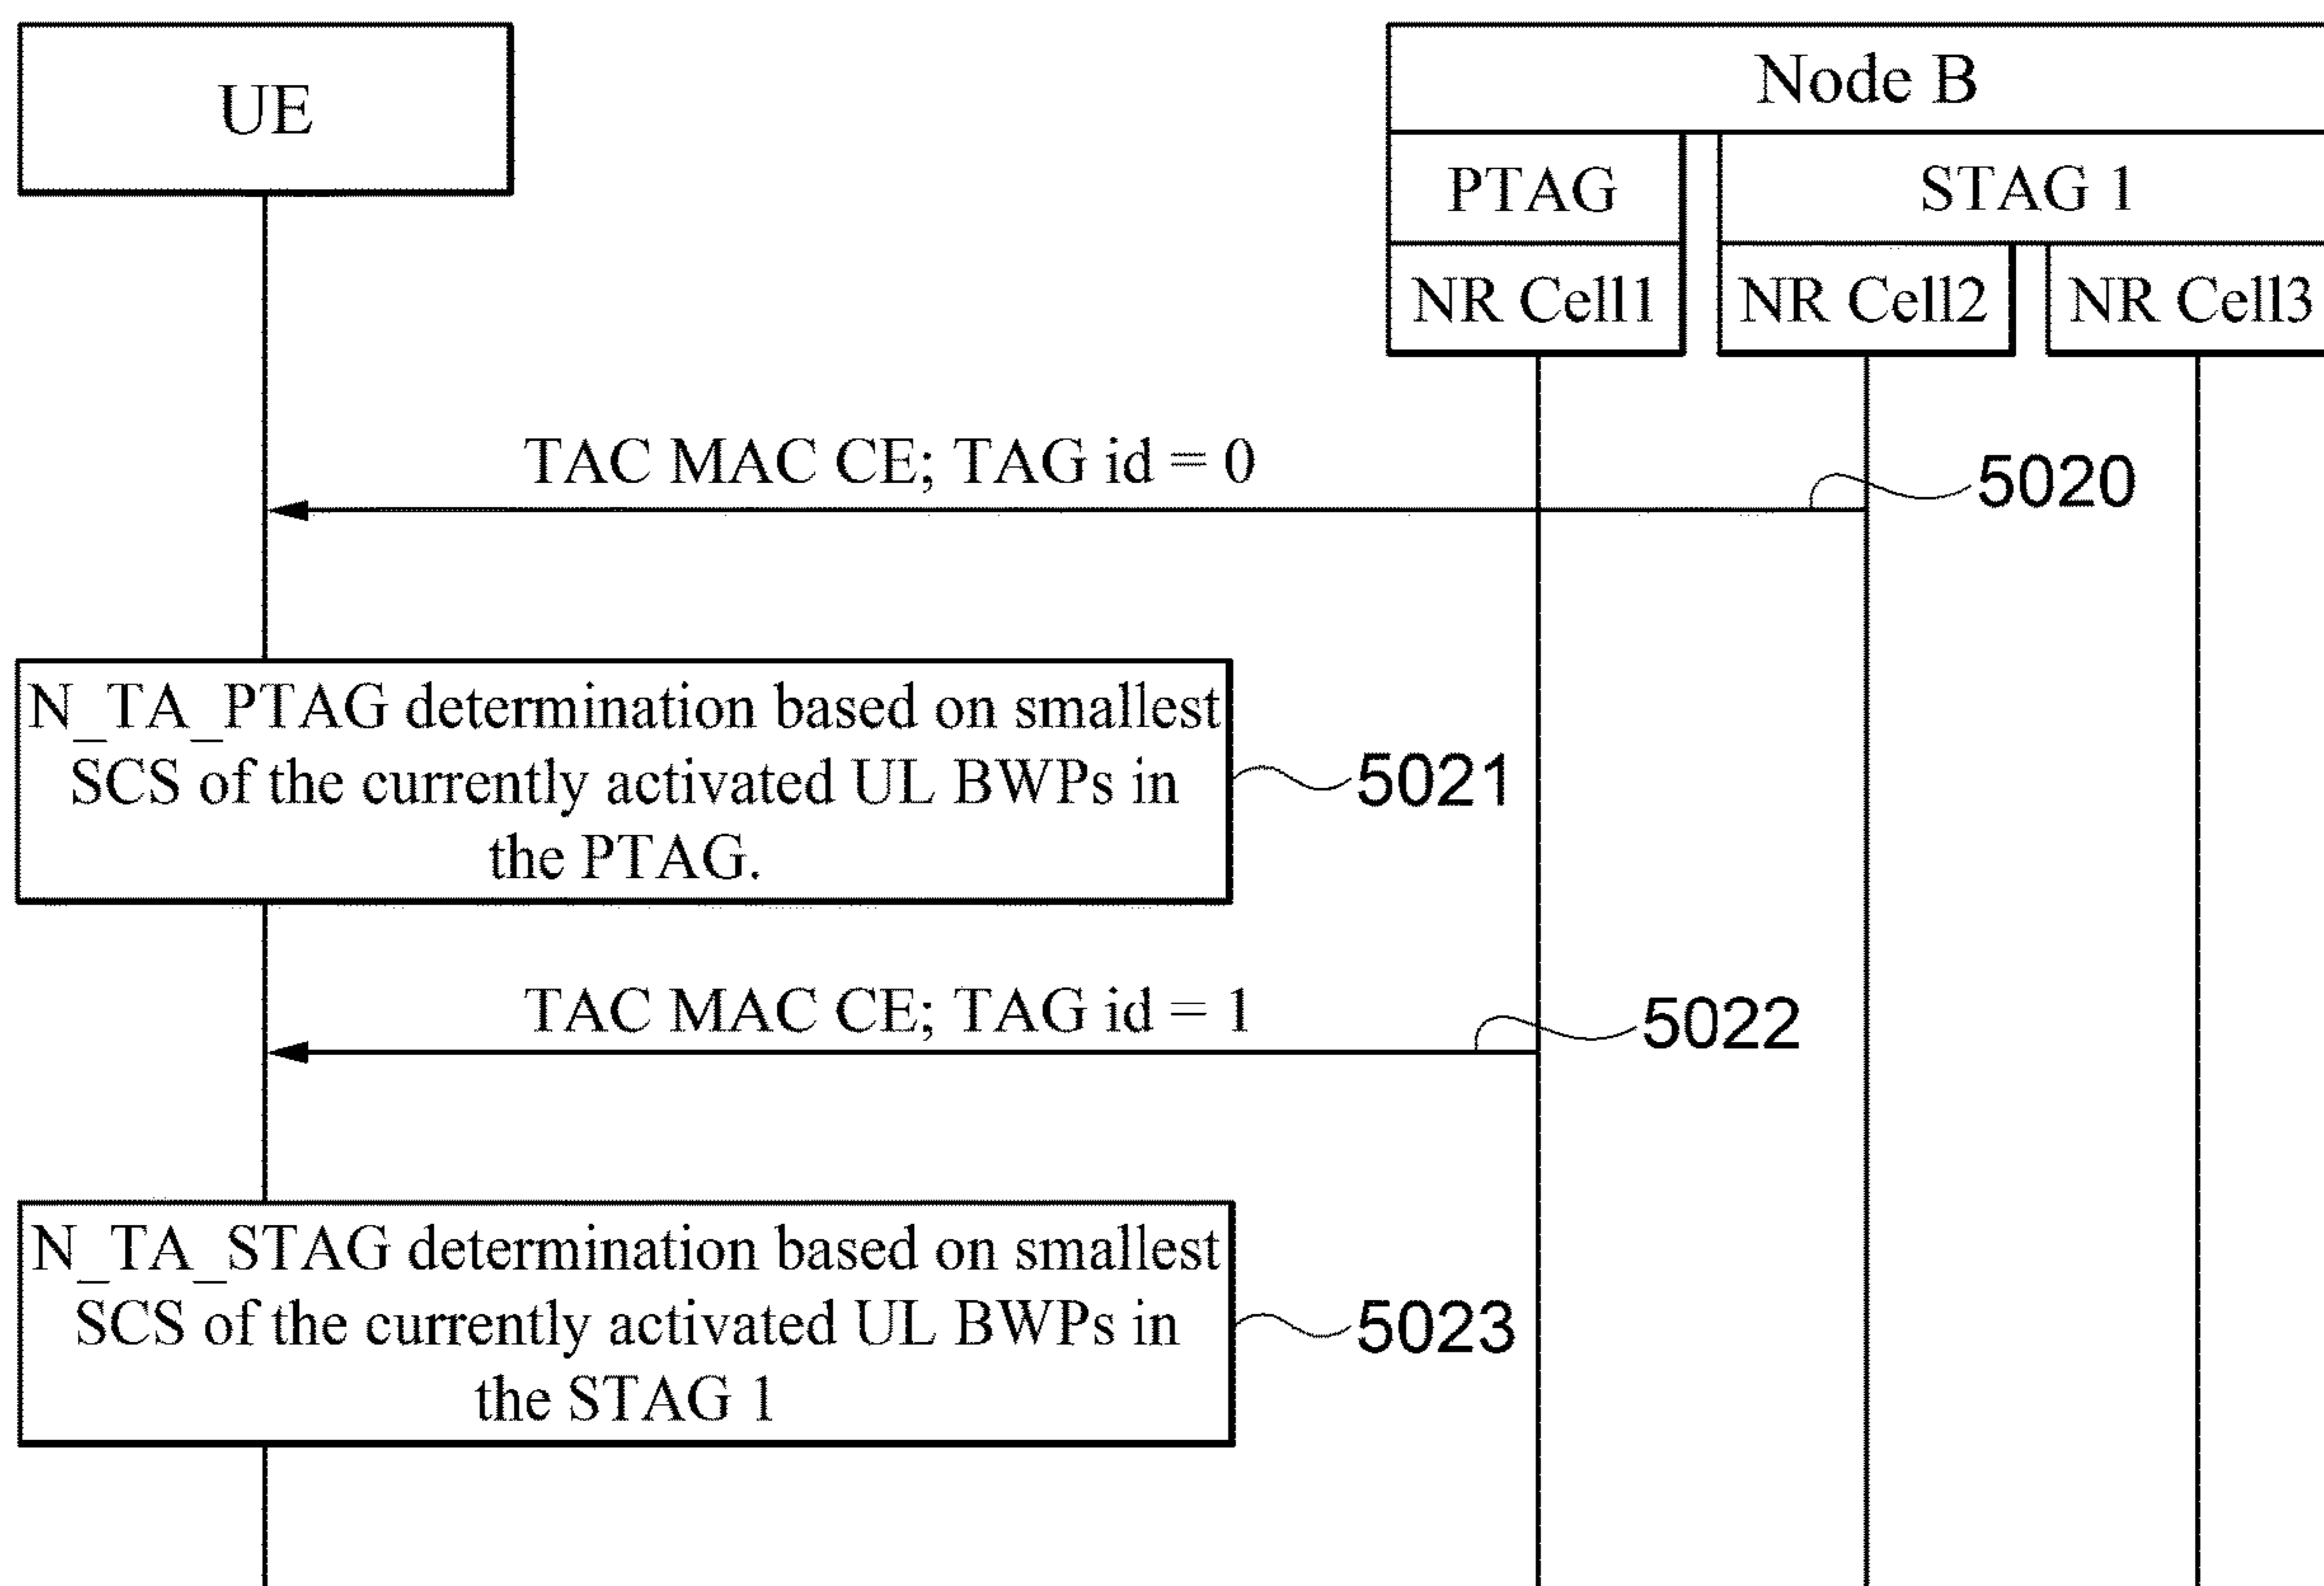 UE
Node B
PTAG
STAG 1
NR Cell1
NR Cell2
NR Cell3
TAC MAC CE; TAG id = 0
5020
N_TA_PTAG determination based on smallest
SCS of the currently activated UL BWPs in
the PTAG.
5021
TAC MAC CE; TAG id = 1
5022
N_TA_STAG determination based on smallest
SCS of the currently activated UL BWPs in
the STAG 1
5023